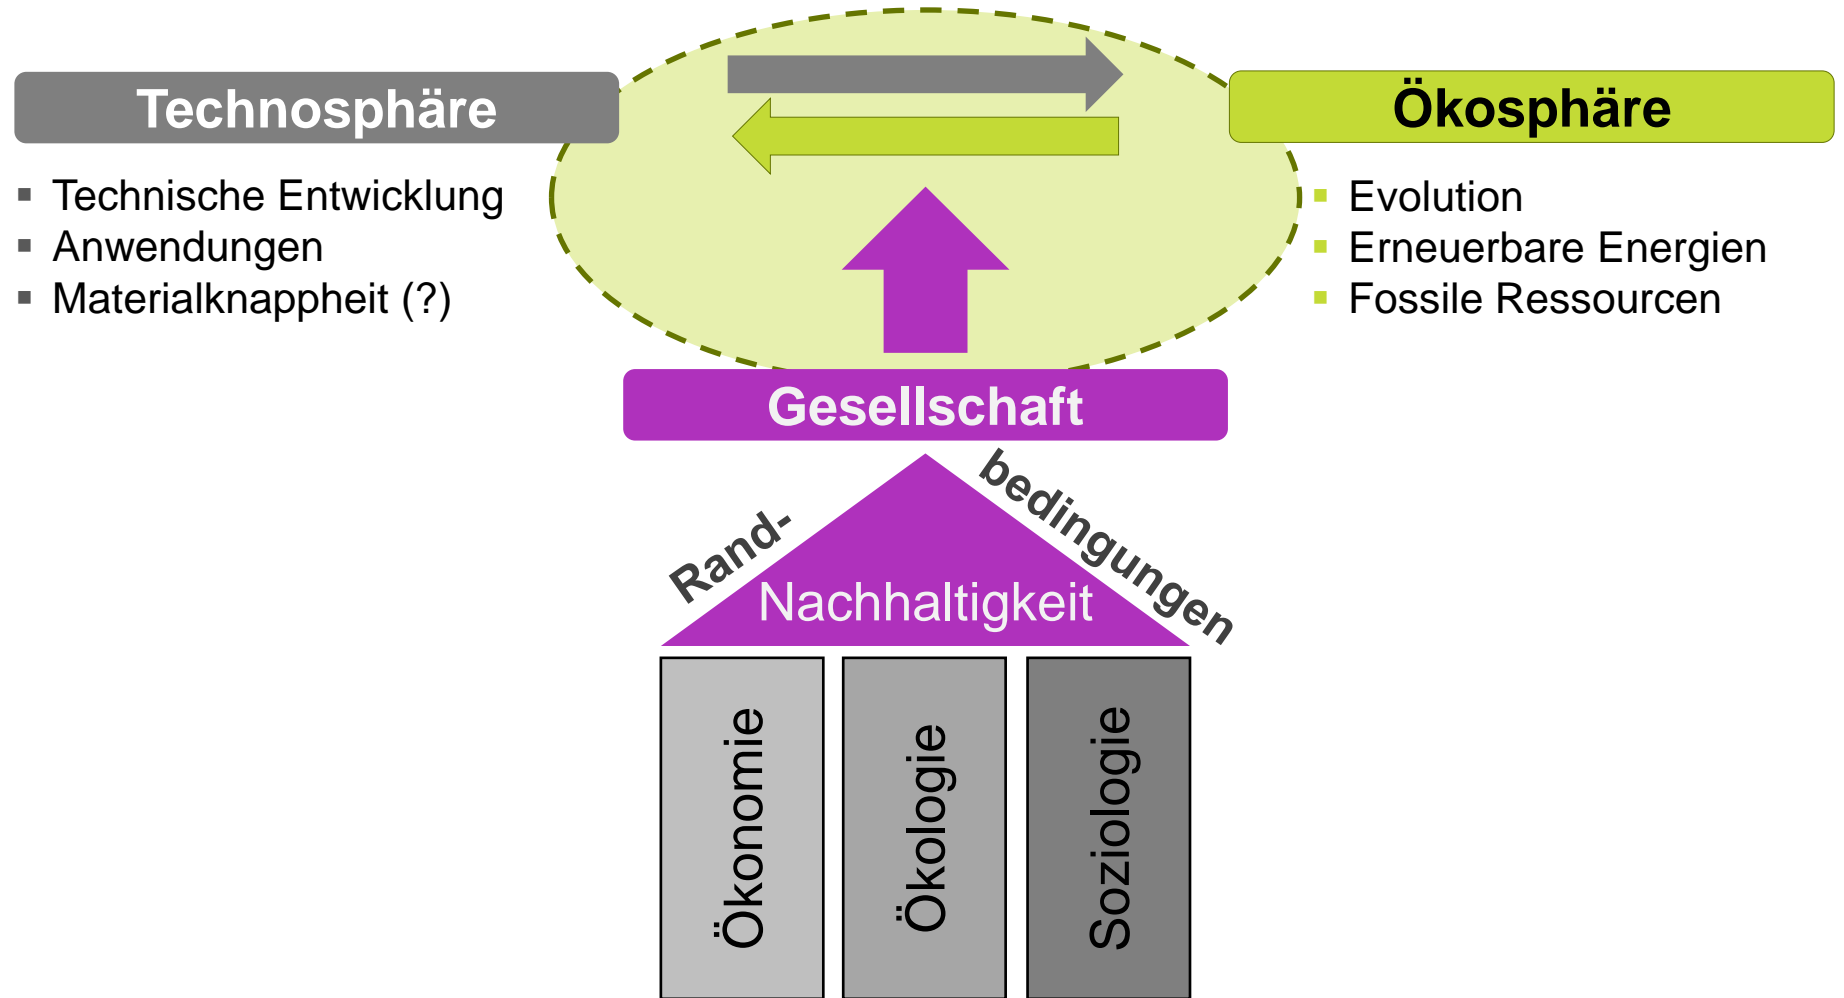 Technosphäre
Technische Entwicklung
Anwendungen
Materialknappheit (?)
Ökosphäre
Evolution
Erneuerbare Energien
Fossile Ressourcen
Gesellschaft
Rand-
bedingungen
Nachhaltigkeit
Ökonomie
Ökologie
Soziologie